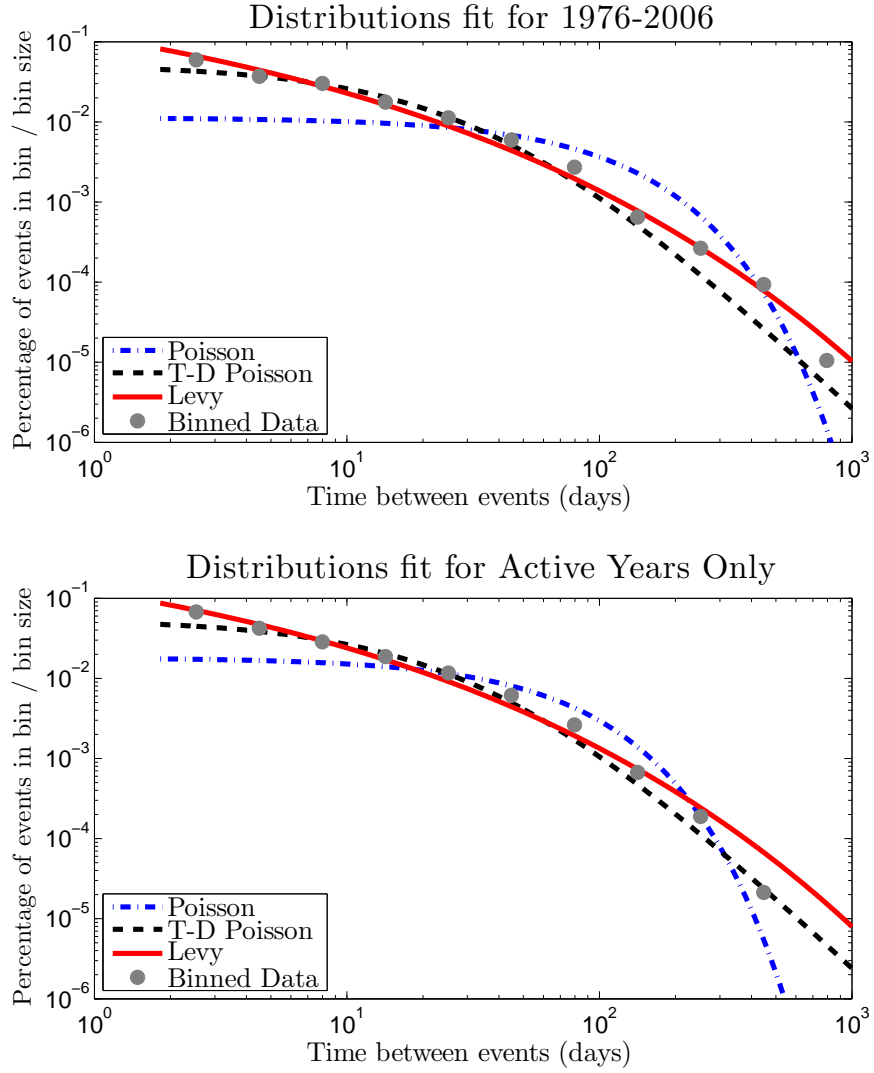 Distributions fit for 1976-2006
Percentage of events in bin / bin size
10^-1
10^-2
10^-3
10^-4
10^-5
10^-6
Poisson
T-D Poisson
Levy
Binned Data
10^0 10^1 10^2 10^3
Time between events (days)
Distributions fit for Active Years Only
Percentage of events in bin / bin size
10^-1
10^-2
10^-3
10^-4
10^-5
10^-6
Poisson
T-D Poisson
Levy
Binned Data
10^0 10^1 10^2 10^3
Time between events (days)